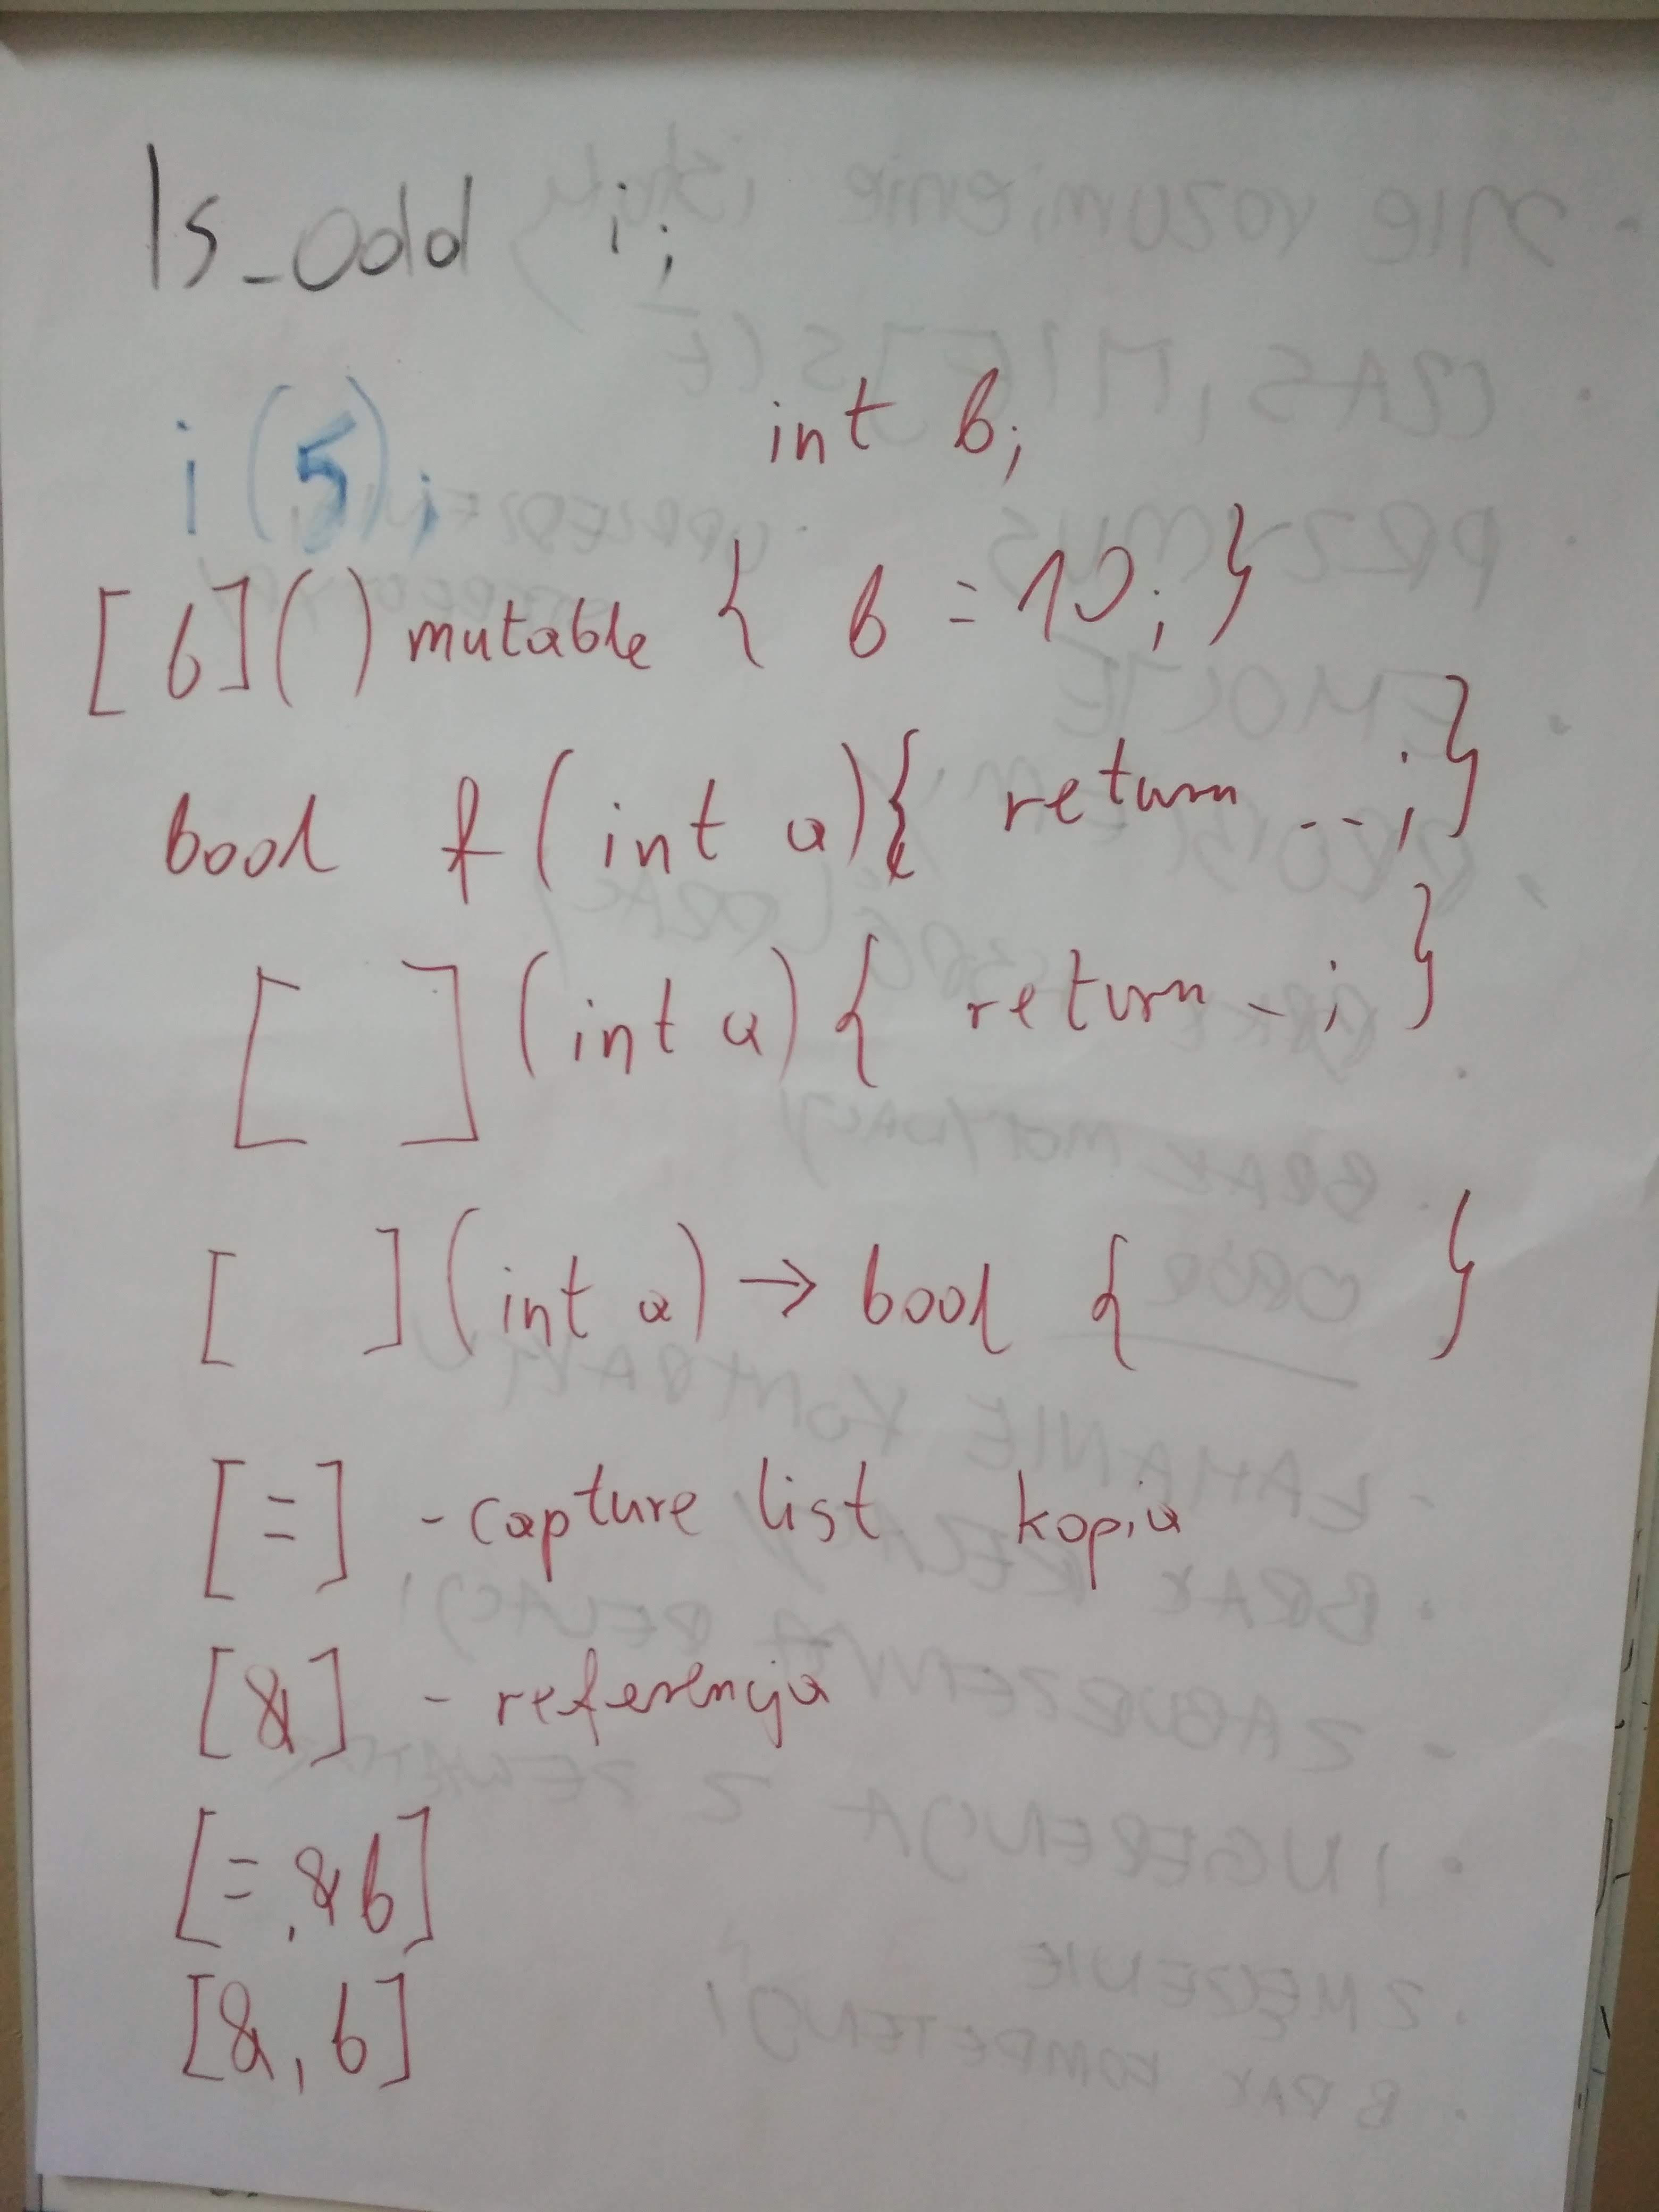 Is_odd i;
i(5); int b;
[b]() mutable { b = 10; }
bool f(int a){ return --; }
[ ](int a){ return -; }
[ ](int a) → bool { }
[=] - capture list kopia
[&] - referencja
[=, &b]
[&, b]